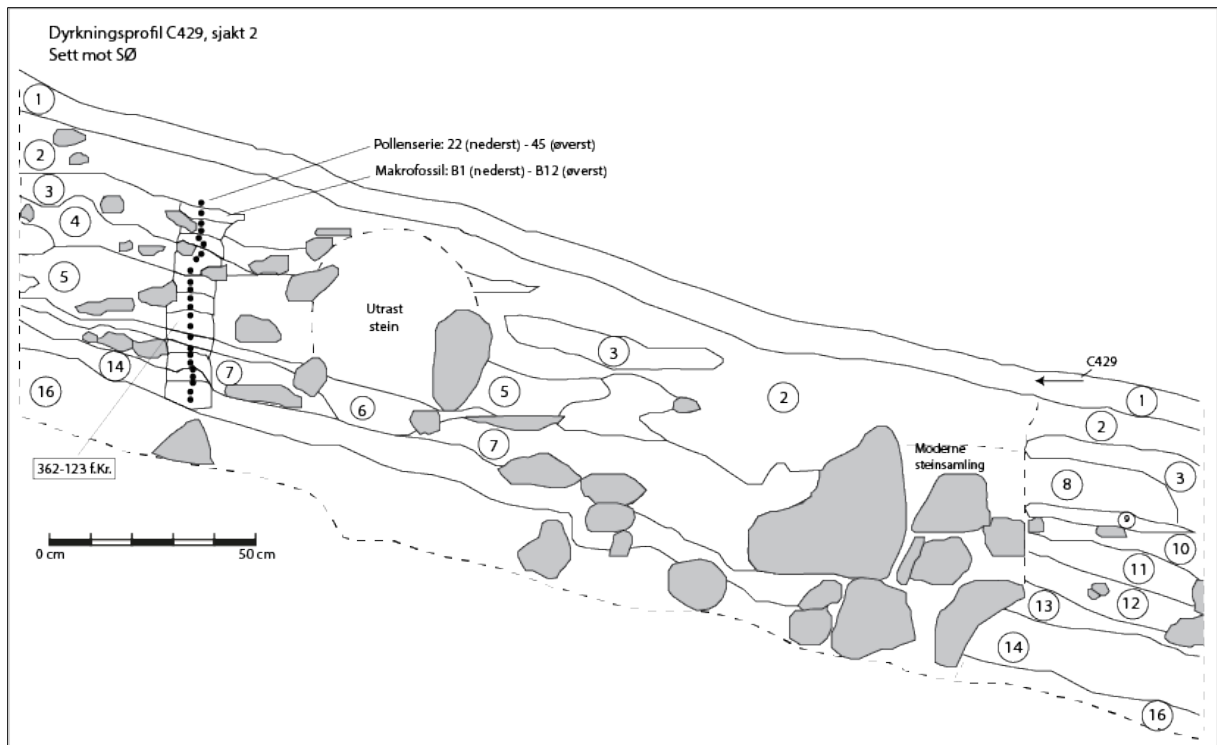 Dyrkningsprofil C429, sjakt 2
Sett mot SØ
1
2
3
4
5
14
16
Pollenserie: 22 (nederst) - 45 (øverst)
Makrofossil: B1 (nederst) - B12 (øverst)
Utrast
stein
7
6
5
7
3
2
362-123 f.Kr.
0 cm
50 cm
Moderne
steinsamling
C429
1
2
3
8
9
10
11
12
13
14
16